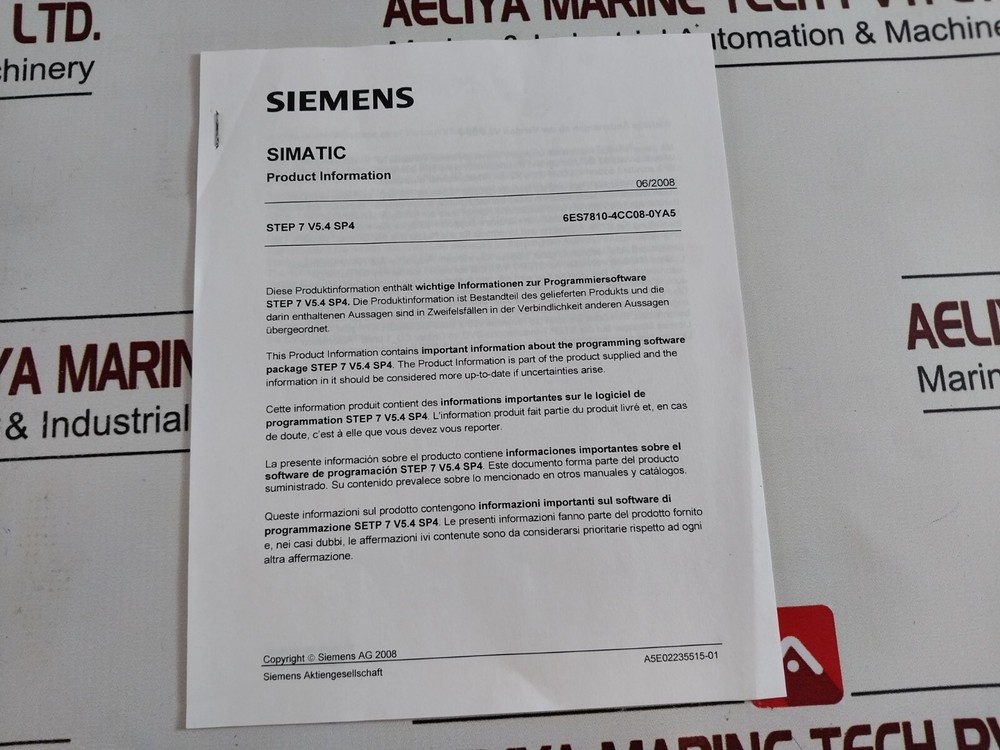 LTD.
AELIYA MARINE TECH
Automation & Machine
hinery
SIEMENS
SIMATIC
Product Information
06/2008
STEP 7 V5.4 SP4
6ES7810-4CC08-0YA5
Diese Produktinformation enthält wichtige Informationen zur Programmiersoftware
STEP 7 V5.4 SP4. Die Produktinformation ist Bestandteil des gelieferten Produkts und die
darin enthaltenen Aussagen sind in Zweifelsfällen in der Verbindlichkeit anderen Aussagen
übergeordnet.
This Product Information contains important information about the programming software
package STEP 7 V5.4 SP4. The Product Information is part of the product supplied and the
information in it should be considered more up-to-date if uncertainties arise.
Cette information produit contient des informations importantes sur le logiciel de
programmation STEP 7 V5.4 SP4. L'information produit fait partie du produit livré et, en cas
de doute, c'est à elle que vous devez vous reporter.
La presente información sobre el producto contiene informaciones importantes sobre el
software de programación STEP 7 V5.4 SP4. Este documento forma parte del producto
suministrado. Su contenido prevalece sobre lo mencionado en otros manuales y catálogos.
Queste informazioni sul prodotto contengono informazioni importanti sul software di
programmazione SETP 7 V5.4 SP4. Le presenti informazioni fanno parte del prodotto fornito
e, nei casi dubbi, le affermazioni ivi contenute sono da considerarsi prioritarie rispetto ad ogni
altra affermazione.
Copyright © Siemens AG 2008
A5E02235515-01
Siemens Aktiengesellschaft
YA MARIN
& Industrial
AELI
Marin
MARINE TECH